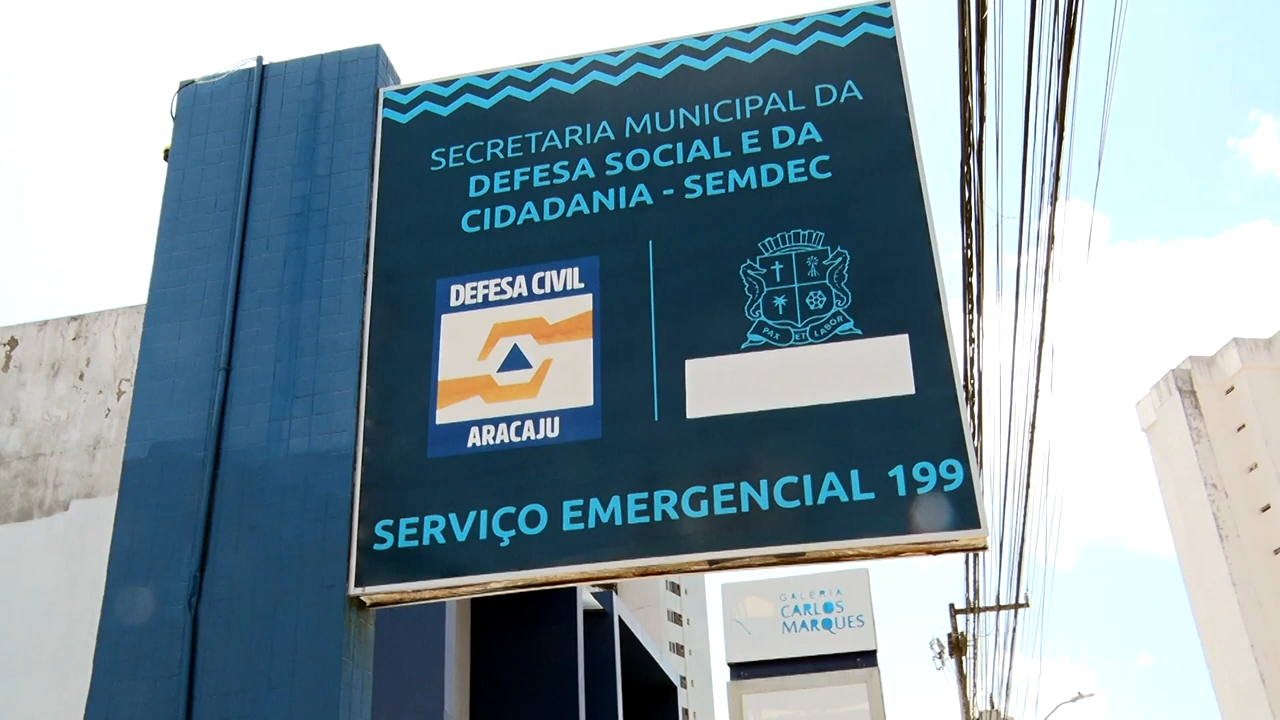 SECRETARIA MUNICIPAL DA
DEFESA SOCIAL E DA
CIDADANIA - SEMDEC
DEFESA CIVIL
ARACAJU
PAX ET LABOR
SERVIÇO EMERGENCIAL 199
GALERIA
CARLOS
MARQUES